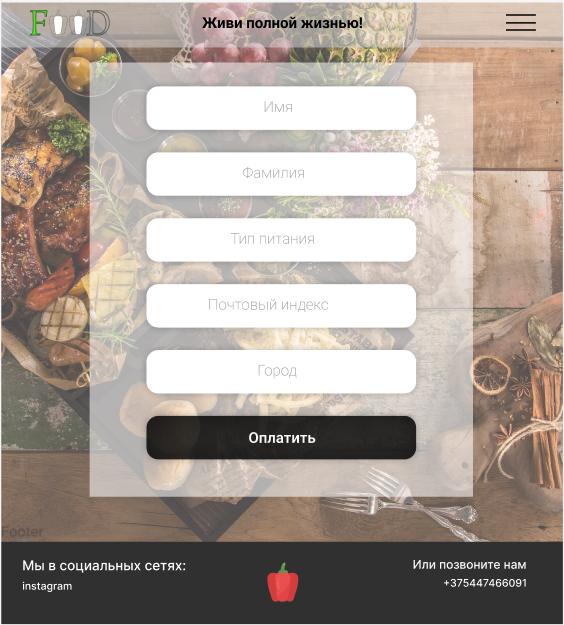 FOOD
Живи полной жизнью!
Имя
Фамилия
Тип питания
Почтовый индекс
Город
Оплатить
Footer
Мы в социальных сетях:
Или позвоните нам
instagram
+375447466091